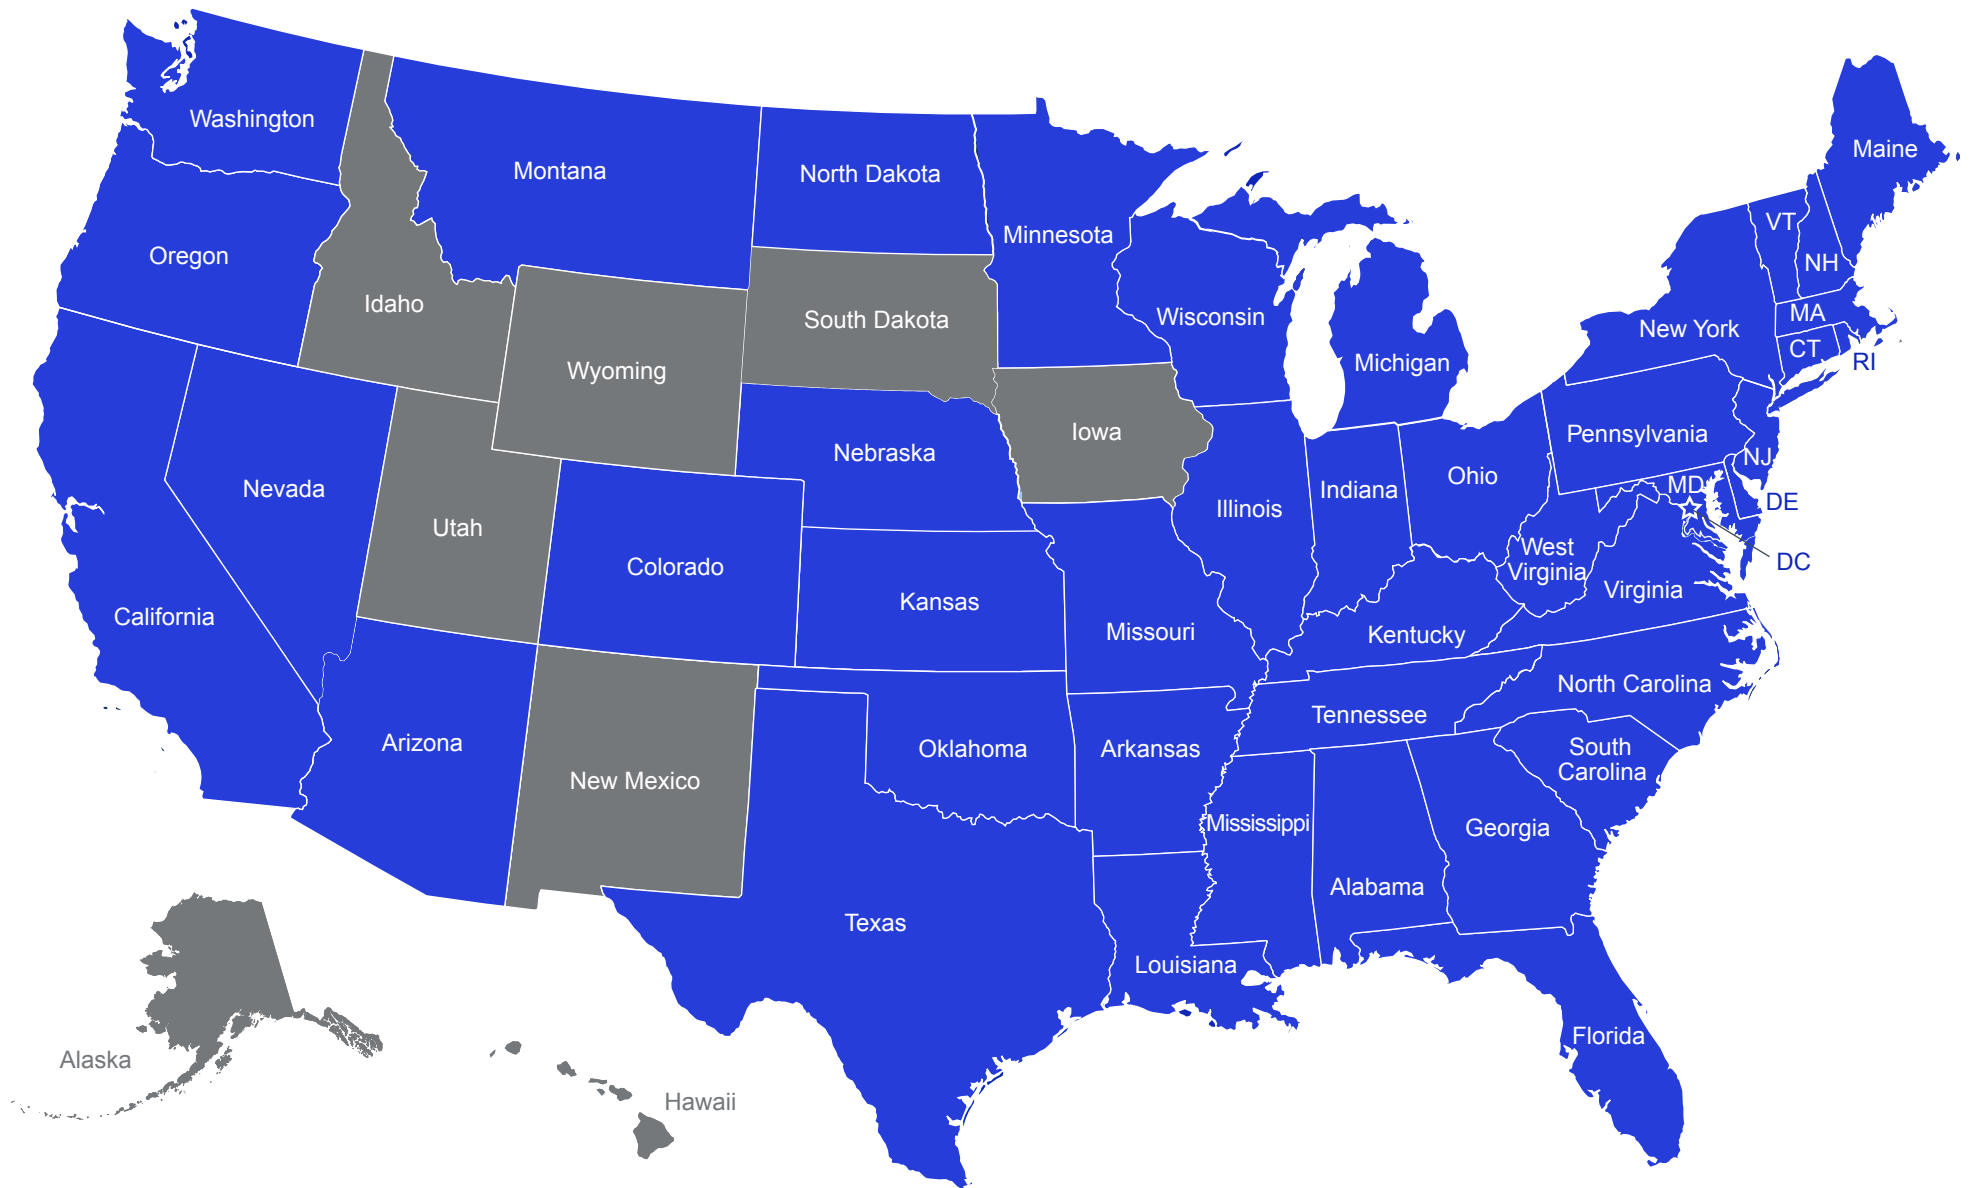 Washington
Montana
North Dakota
Minnesota
Maine
VT
NH
Oregon
Idaho
South Dakota
Wisconsin
New York
MA
CT
RI
Wyoming
Michigan
Iowa
Pennsylvania
Nebraska
NJ
Nevada
Ohio
Indiana
MD
DE
Utah
Illinois
West
Virginia
DC
Colorado
Kansas
Virginia
California
Missouri
Kentucky
North Carolina
Tennessee
Arizona
Oklahoma
Arkansas
South
Carolina
New Mexico
Mississippi
Georgia
Alabama
Texas
Louisiana
Florida
Alaska
Hawaii